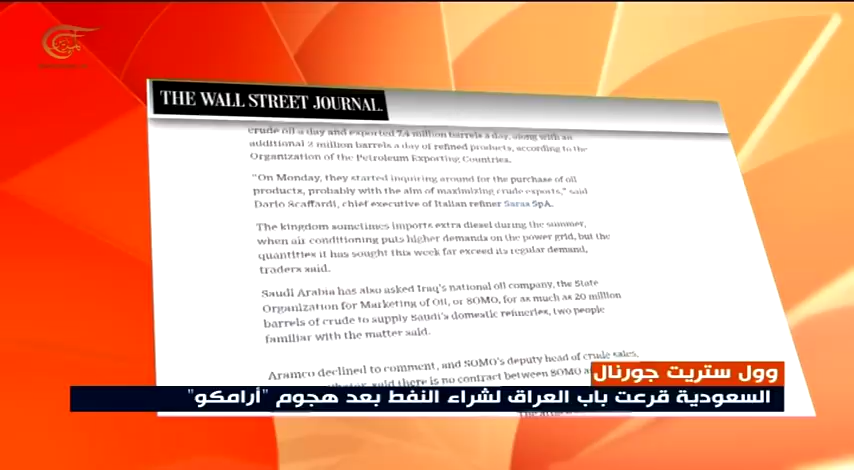 THE WALL STREET JOURNAL.
crude oil a day and exported 7.4 million barrels a day, along with an
additional 2 million barrels a day of refined products, according to the
Organization of the Petroleum Exporting Countries.
"On Monday, they started inquiring around for the purchase of oil
products, probably with the aim of maximizing crude exports," said
Dario Scaffardi, chief executive of Italian refiner Saras SpA.
The kingdom sometimes imports extra diesel during the summer,
when air conditioning puts higher demands on the power grid, but the
quantities it has sought this week far exceed its regular demand,
traders said.
Saudi Arabia has also asked Iraq's national oil company, the State
Organization for Marketing of Oil, or SOMO, for as much as 20 million
barrels of crude to supply Saudi's domestic refineries, two people
familiar with the matter said.
Aramco declined to comment, and SOMO's deputy head of crude sales,
said there is no contract between SOMO
وول ستريت جورنال
السعودية قرعت باب العراق لشراء النفط بعد هجوم "أرامكو"